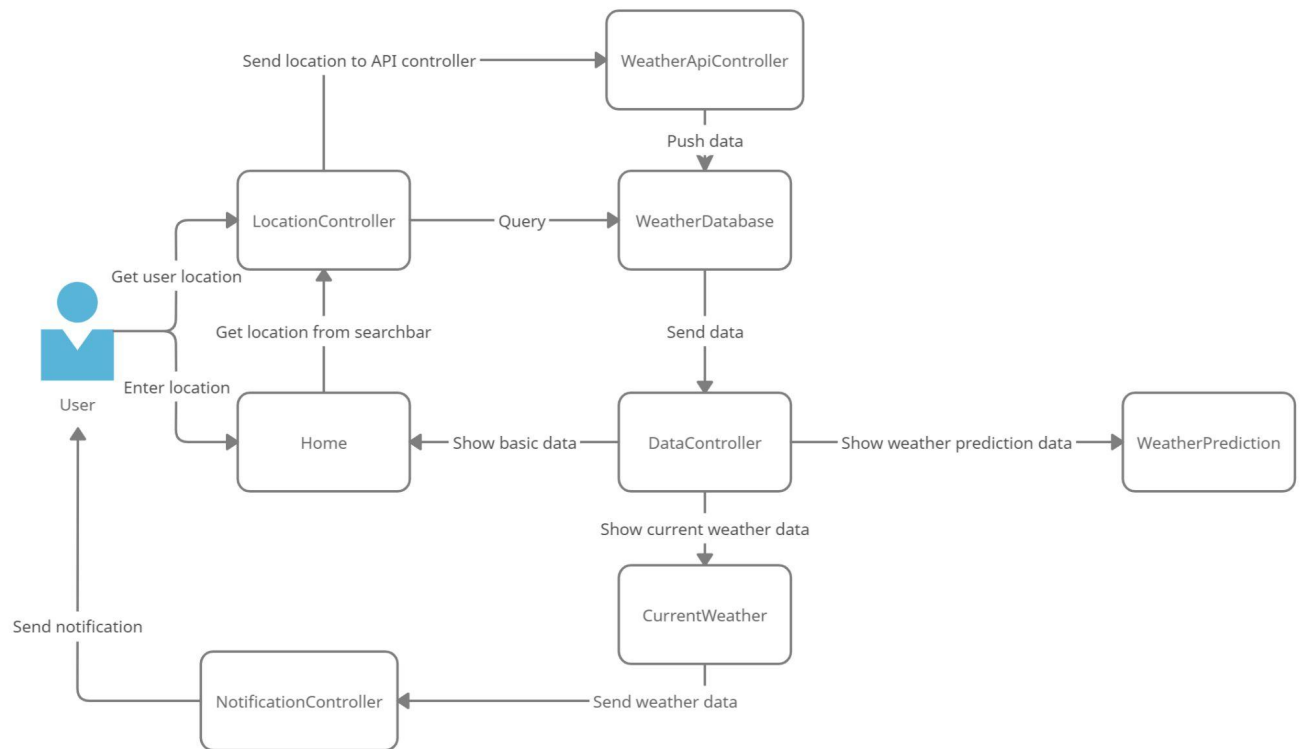 Send location to API controller
WeatherApiController
Push data
LocationController
Query
WeatherDatabase
Get user location
Get location from searchbar
Send data
Enter location
User
Home
Show basic data
DataController
Show weather prediction data
WeatherPrediction
Show current weather data
CurrentWeather
Send notification
NotificationController
Send weather data